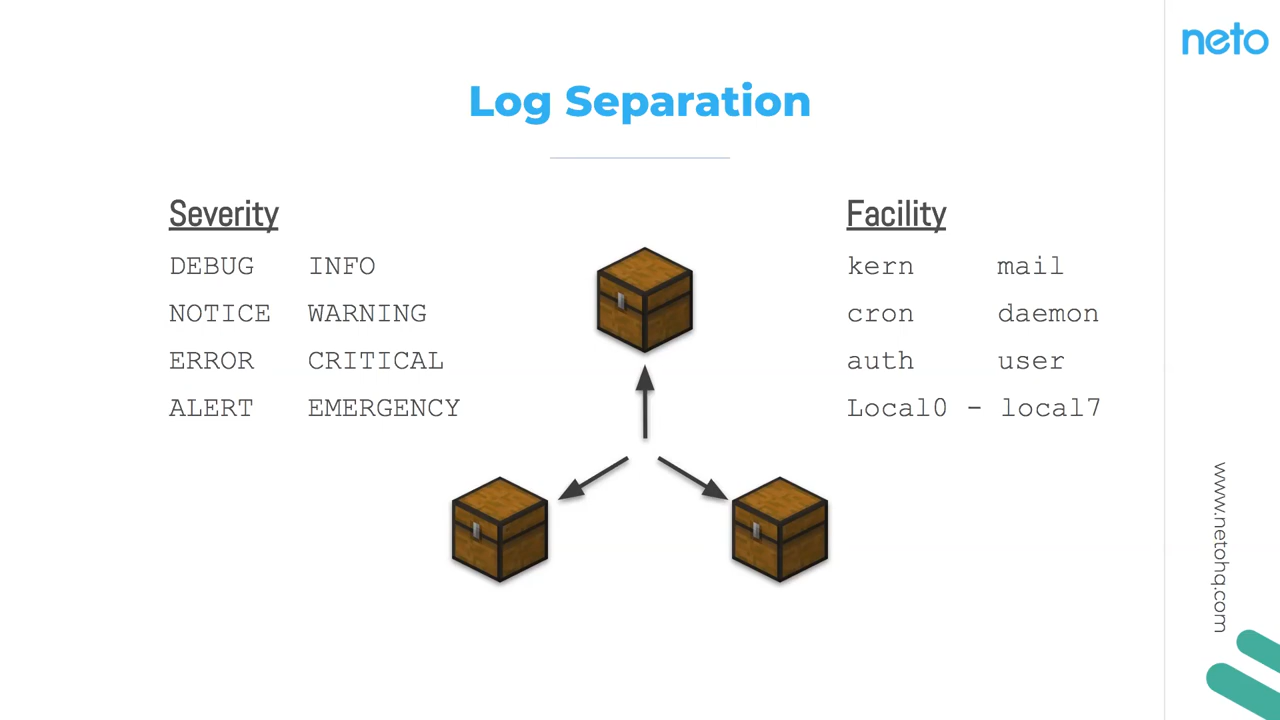 neto
Log Separation
Severity
DEBUG INFO
NOTICE WARNING
ERROR CRITICAL
ALERT EMERGENCY
Facility
kern mail
cron daemon
auth user
Local0 - local7
www.netohq.com